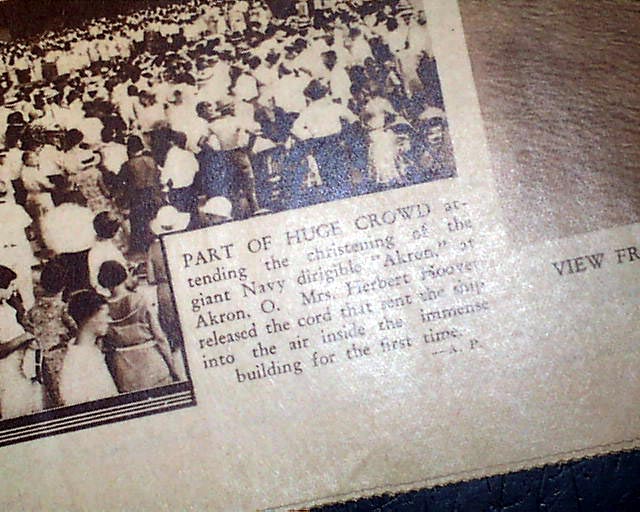 PART OF HUGE CROWD at-
tending the christening of the
giant Navy dirigible "Akron," at
Akron, O. Mrs. Herbert Hoover
released the cord that sent the ship
into the air inside the immense
building for the first time.
—A. P.
VIEW FR